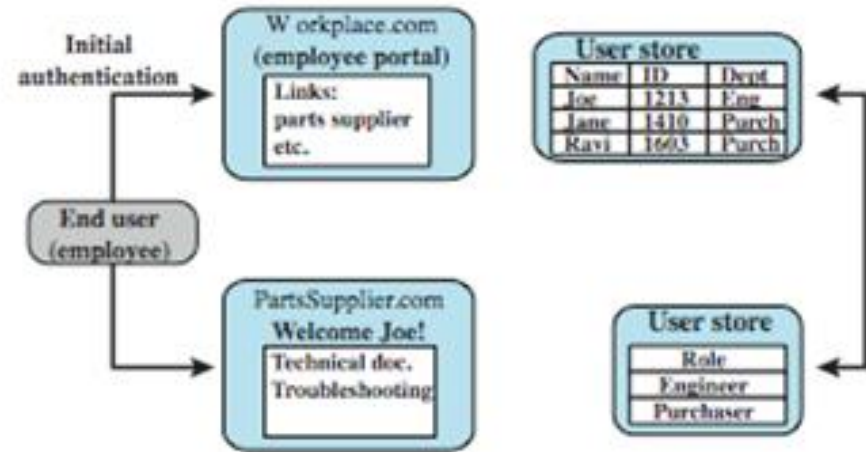 Initial
authentication
W orkplace.com
(employee portal)
Links:
parts supplier
etc.
User store
Name ID Dept
Joe 1213 Eng
Jane 1410 Purch
Ravi 1603 Purch
End user
(employee)
PartsSupplier.com
Welcome Joe!
Technical doc.
Troubleshooting
User store
Role
Engineer
Purchaser